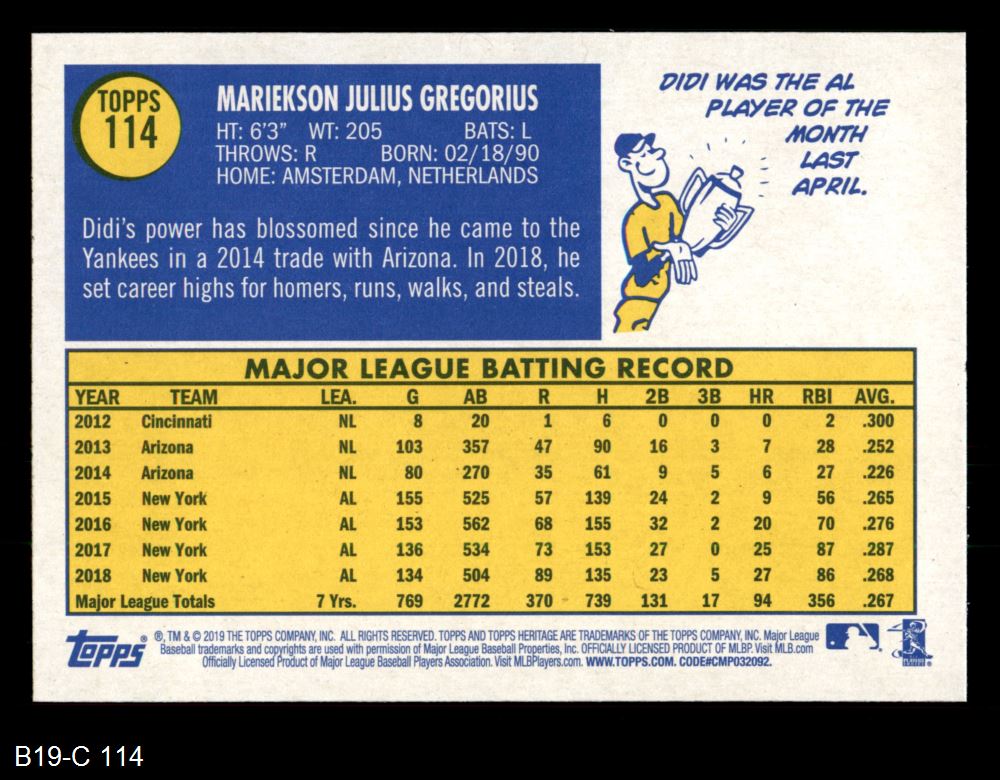 TOPPS
114
MARIEKSON JULIUS GREGORIUS
HT: 6'3" WT: 205 BATS: L
THROWS: R BORN: 02/18/90
HOME: AMSTERDAM, NETHERLANDS
Didi's power has blossomed since he came to the
Yankees in a 2014 trade with Arizona. In 2018, he
set career highs for homers, runs, walks, and steals.
DIDI WAS THE AL
PLAYER OF THE
MONTH
LAST
APRIL.
MAJOR LEAGUE BATTING RECORD
YEAR TEAM LEA. G AB R H 2B 3B HR RBI AVG.
2012 Cincinnati NL 8 20 1 6 0 0 0 2 .300
2013 Arizona NL 103 357 47 90 16 3 7 28 .252
2014 Arizona NL 80 270 35 61 9 5 6 27 .226
2015 New York AL 155 525 57 139 24 2 9 56 .265
2016 New York AL 153 562 68 155 32 2 20 70 .276
2017 New York AL 136 534 73 153 27 0 25 87 .287
2018 New York AL 134 504 89 135 23 5 27 86 .268
Major League Totals 7 Yrs. 769 2772 370 739 131 17 94 356 .267
TOPPS ®
®, TM & © 2019 THE TOPPS COMPANY, INC. ALL RIGHTS RESERVED. TOPPS AND TOPPS HERITAGE ARE TRADEMARKS OF THE TOPPS COMPANY, INC. Major League
Baseball trademarks and copyrights are used with permission of Major League Baseball Properties, Inc. OFFICIALLY LICENSED PRODUCT OF MLBP. Visit MLB.com
Officially Licensed Product of Major League Baseball Players Association. Visit MLBPlayers.com. WWW.TOPPS.COM. CODE#CMP032092.
B19-C 114